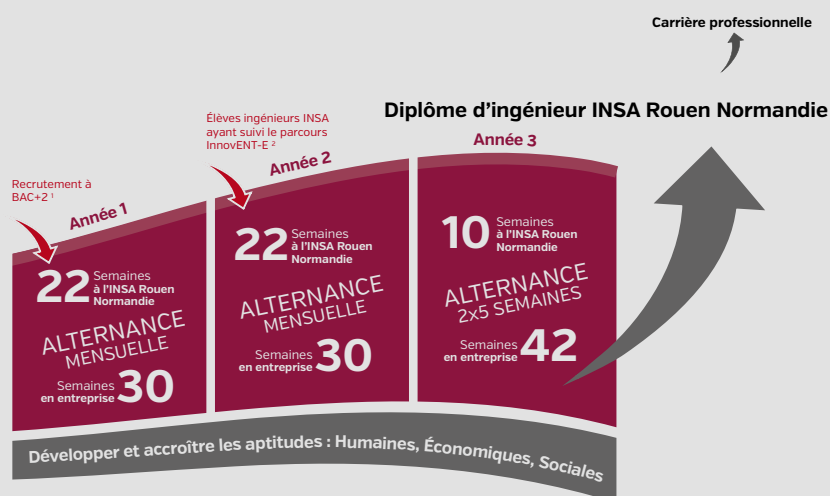 Carrière professionnelle
Diplôme d'ingénieur INSA Rouen Normandie
Élèves ingénieurs INSA
ayant suivi le parcours
InnovENT-E ²
Recrutement à
BAC+2 ¹
Année 1
22 Semaines
à l'INSA Rouen
Normandie
ALTERNANCE
MENSUELLE
Semaines
en entreprise 30
Année 2
22 Semaines
à l'INSA Rouen
Normandie
ALTERNANCE
MENSUELLE
Semaines
en entreprise 30
Année 3
10 Semaines
à l'INSA Rouen
Normandie
ALTERNANCE
2x5 SEMAINES
Semaines
en entreprise 42
Développer et accroître les aptitudes : Humaines, Économiques, Sociales